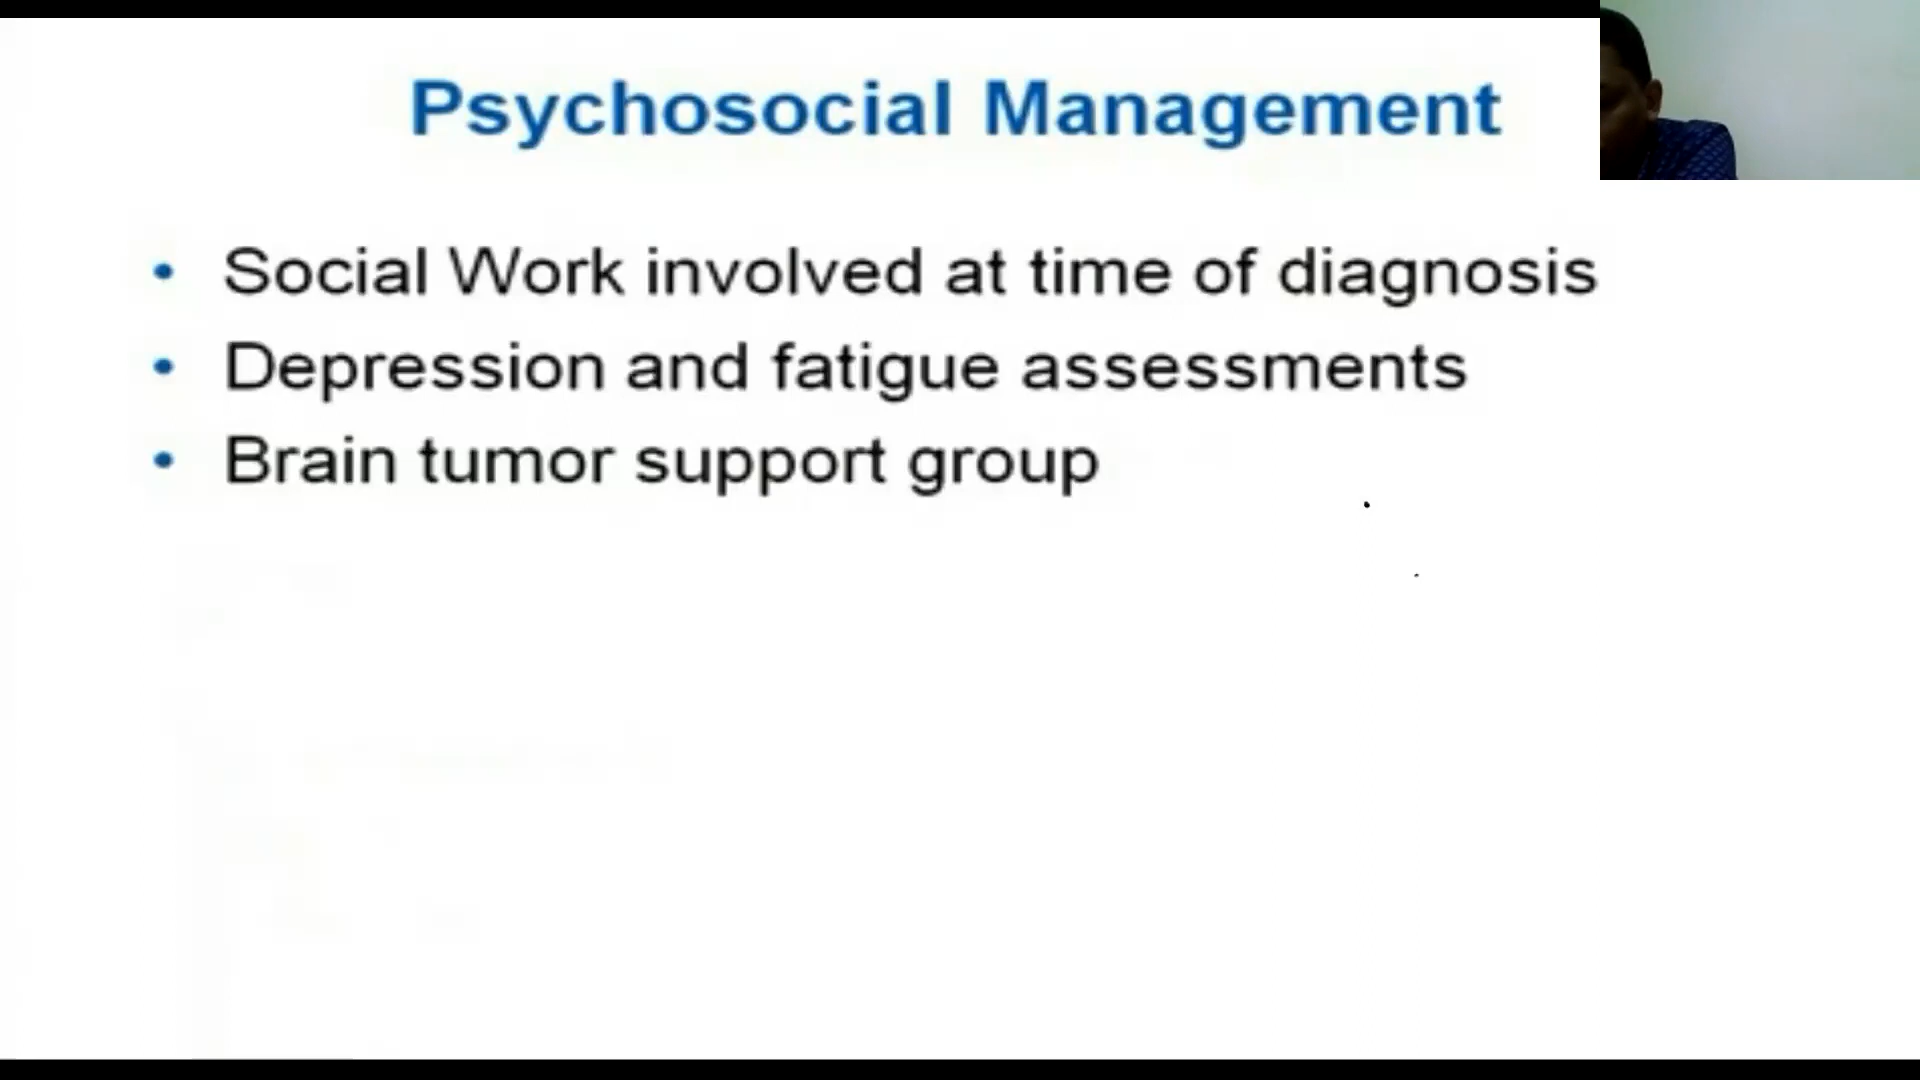 Psychosocial Management
• Social Work involved at time of diagnosis
• Depression and fatigue assessments
• Brain tumor support group